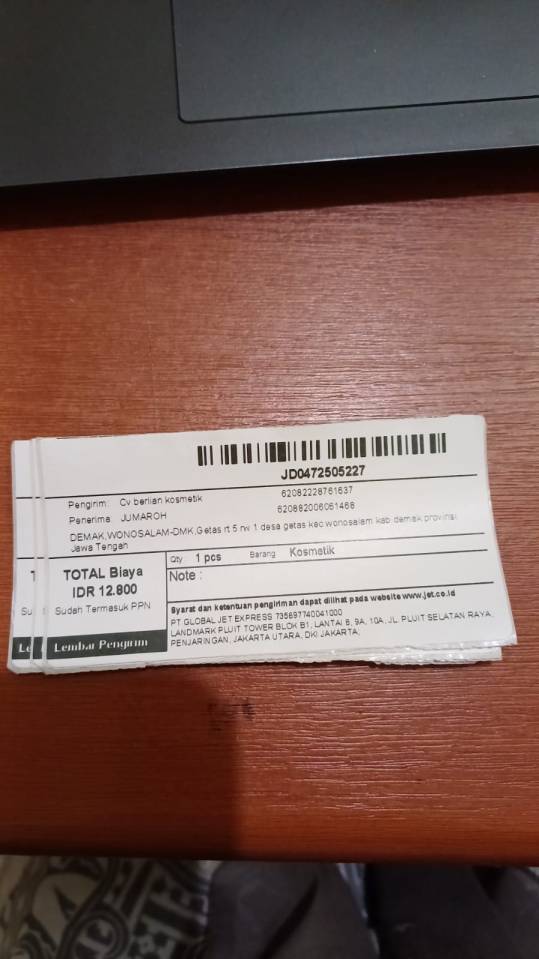 JD0472505227
Pengirim: Cv berlian kosmetik 62082228761637
Penerima: JUMAROH 620882006061468
DEMAK,WONOSALAM-DMK,Getas rt 5 rw 1 desa getas kec wonosalam kab demak provinsi
Jawa Tengah
Qty 1 pcs Barang Kosmetik
TOTAL Biaya
IDR 12.800
Sudah Termasuk PPN
Note :
Syarat dan ketentuan pengiriman dapat dilihat pada website www.jet.co.id
PT GLOBAL JET EXPRESS 735697740041000
LANDMARK PLUIT TOWER BLOK B1, LANTAI 8, 9A, 10A, JL. PLUIT SELATAN RAYA,
PENJARINGAN, JAKARTA UTARA, DKI JAKARTA,
Lembar Pengirim